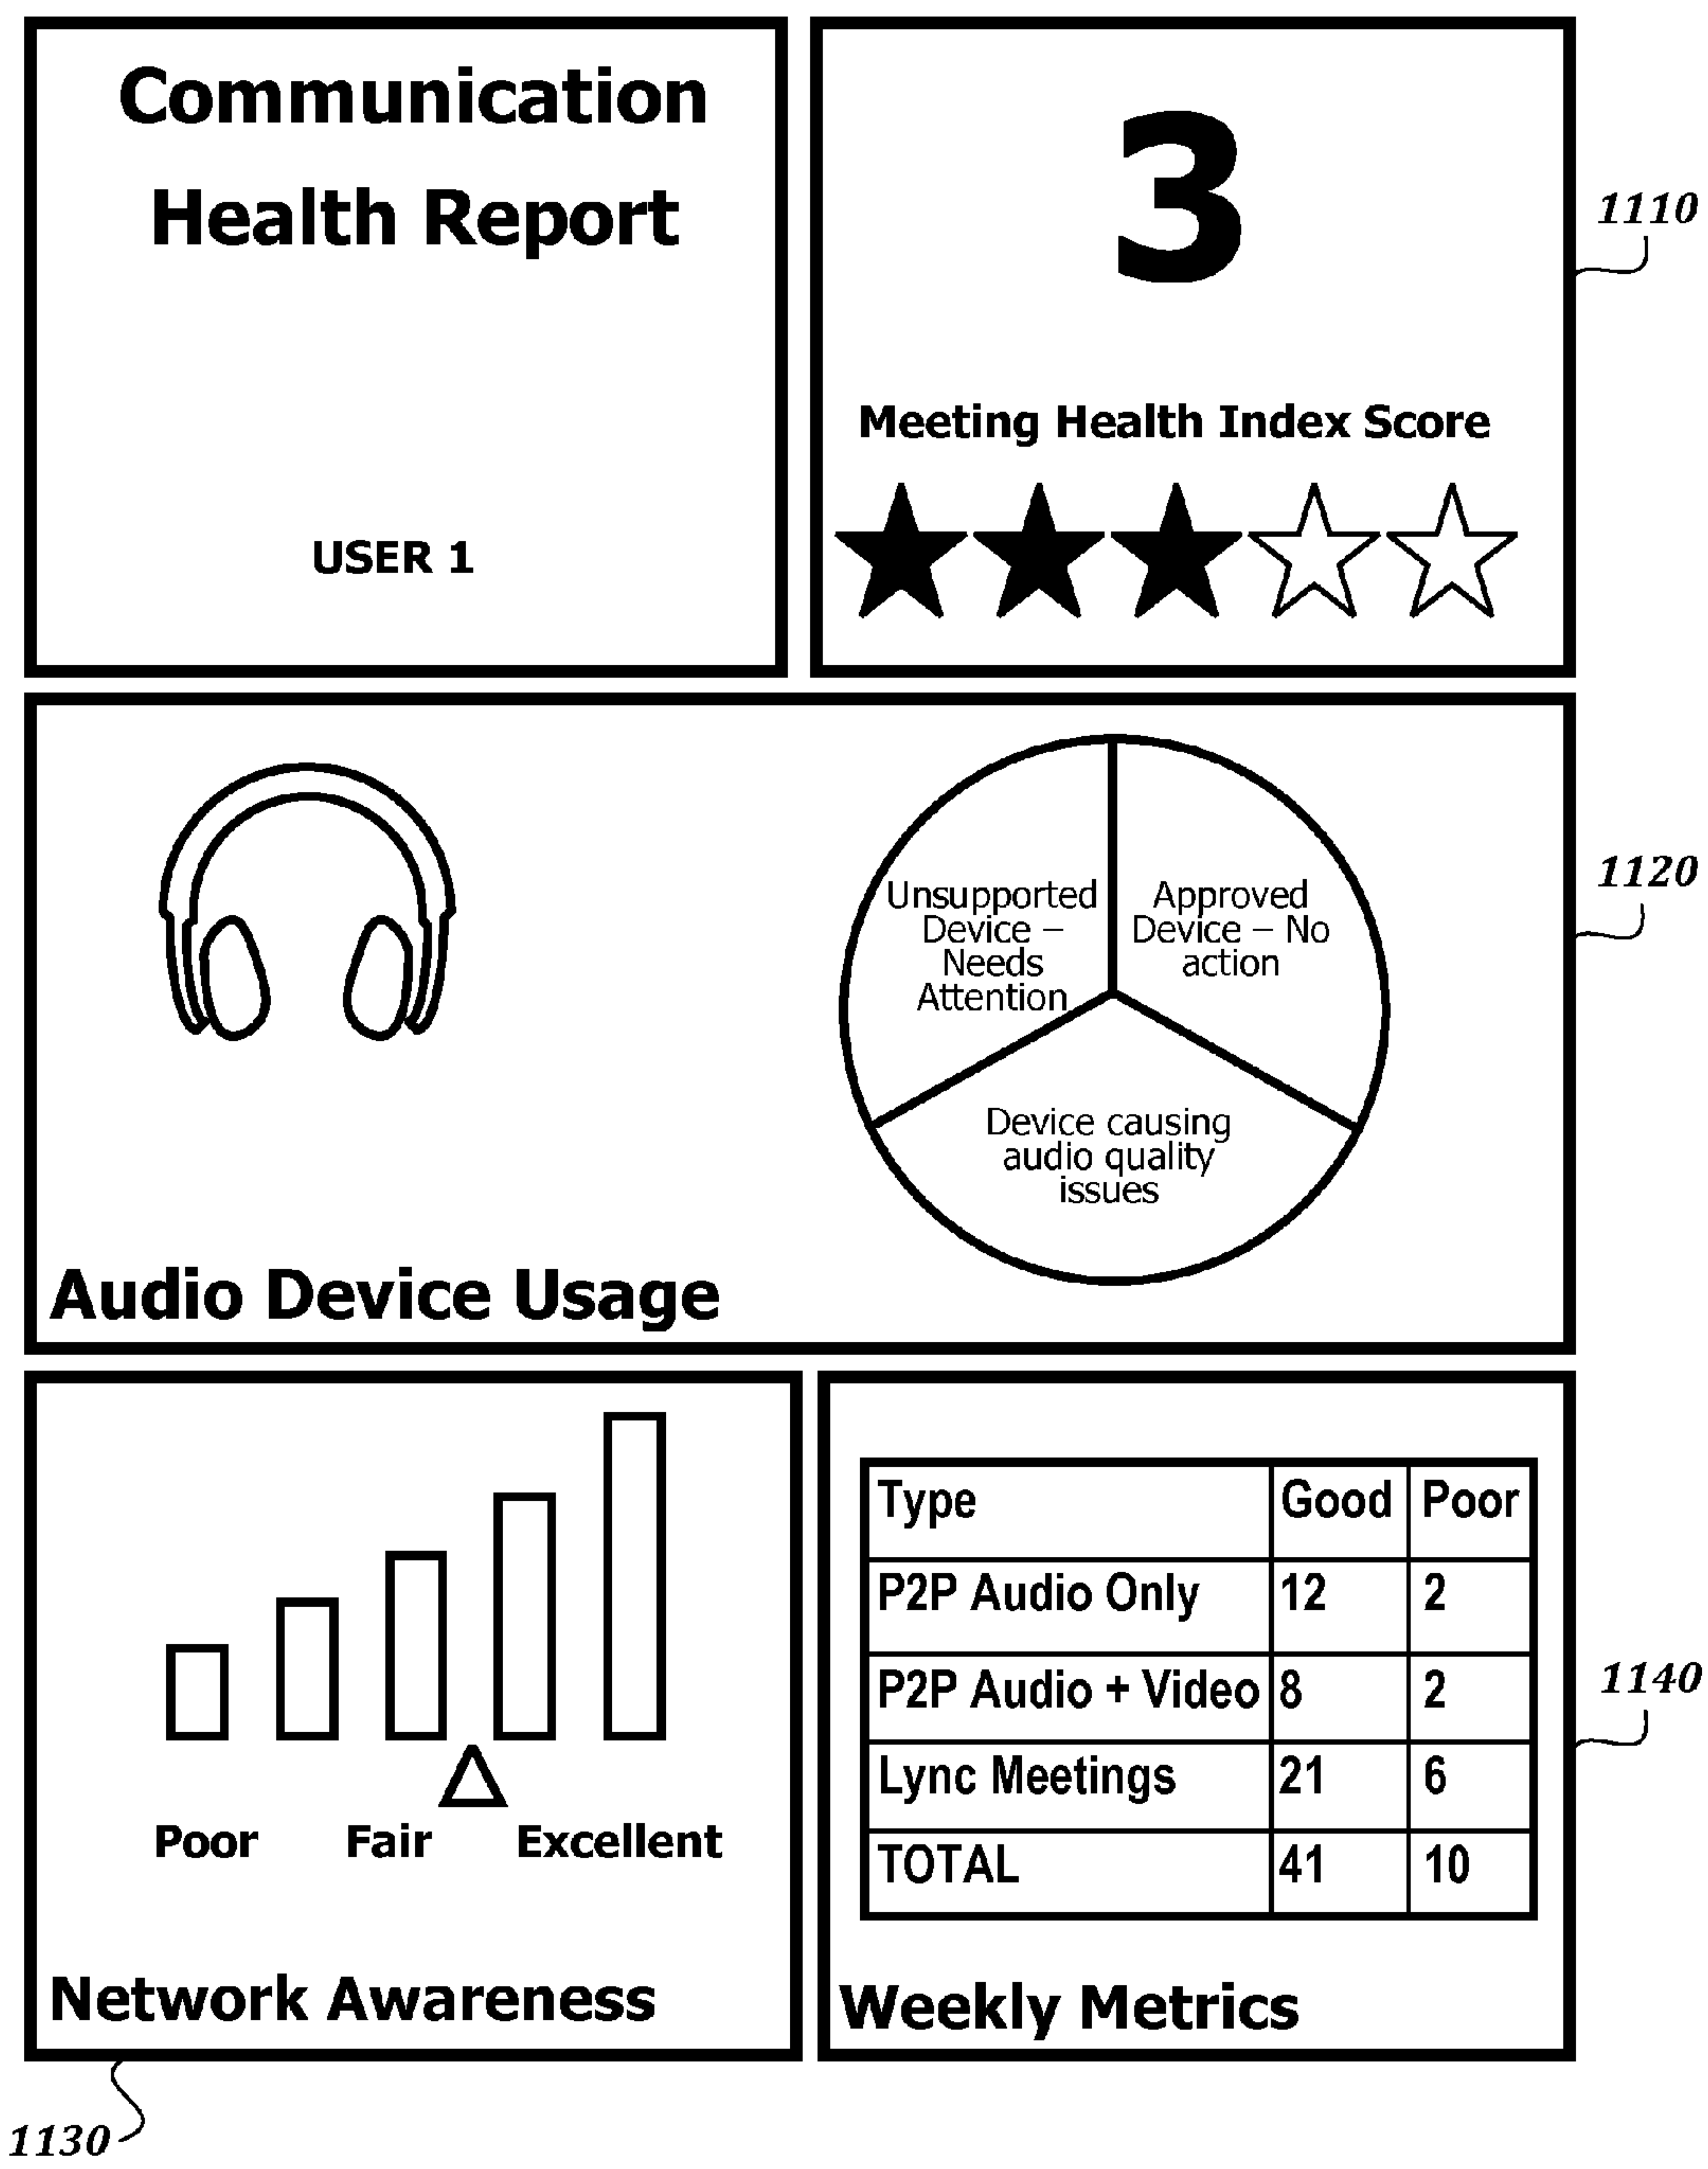 Communication
Health Report
USER 1
3
Meeting Health Index Score
1110
Unsupported
Device –
Needs
Attention
Approved
Device – No
action
Device causing
audio quality
issues
Audio Device Usage
1120
Poor Fair Excellent
Network Awareness
1130
Type Good Poor
P2P Audio Only 12 2
P2P Audio + Video 8 2
Lync Meetings 21 6
TOTAL 41 10
Weekly Metrics
1140